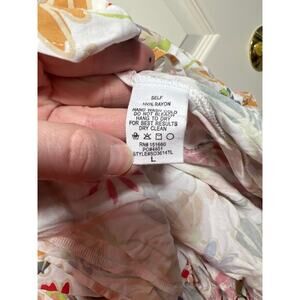 SELF
100% RAYON
HAND WASH COLD
DO NOT BLEACH
HANG TO DRY
FOR BEST RESULTS
DRY CLEAN
RN# 151660
L